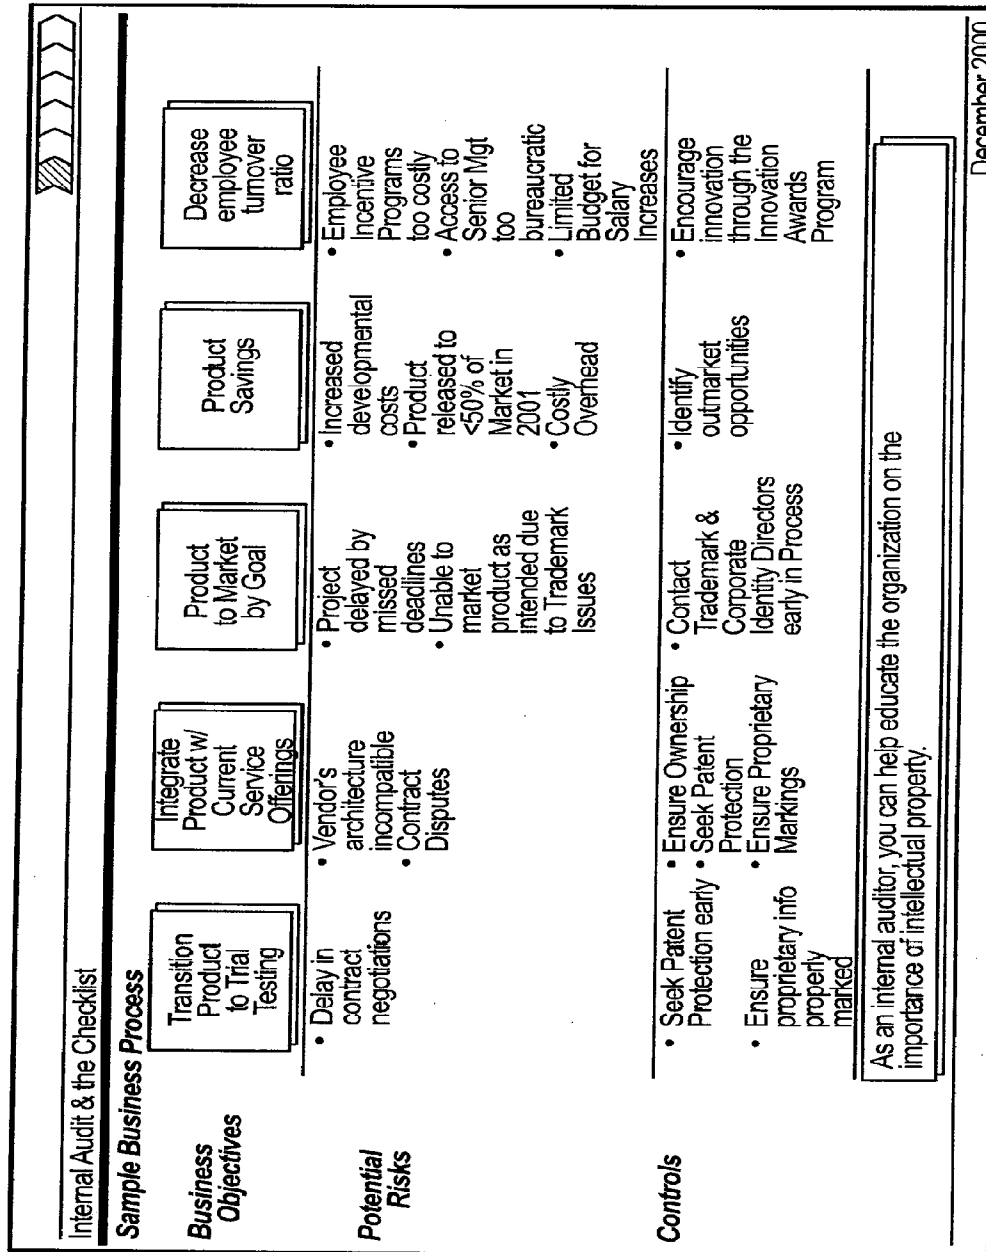 Internal Audit & the Checklist
Sample Business Process
Business
Objectives
Transition
Product
to Trial
Testing
Integrate
Product w/
Current
Service
Offerings
Product
to Market
by Goal
Product
Savings
Decrease
employee
turnover
ratio
Potential
Risks
• Delay in
contract
negotiations
• Vendor's
architecture
incompatible
• Contract
Disputes
• Project
delayed by
missed
deadlines
• Unable to
market
product as
intended due
to Trademark
Issues
• Increased
developmental
costs
• Product
released to
<50% of
Market in
2001
• Costly
Overhead
• Employee
Incentive
Programs
too costly
• Access to
Senior Mgt
too
bureaucratic
• Limited
Budget for
Salary
Increases
Controls
• Seek Patent
Protection early
• Ensure
proprietary info
properly
marked
• Ensure Ownership
• Seek Patent
Protection
• Ensure Proprietary
Markings
• Contact
Trademark &
Corporate
Identity Directors
early in Process
• Identify
outmarket
opportunities
• Encourage
innovation
through the
Innovation
Awards
Program
As an internal auditor, you can help educate the organization on the
importance of intellectual property.
December 2000